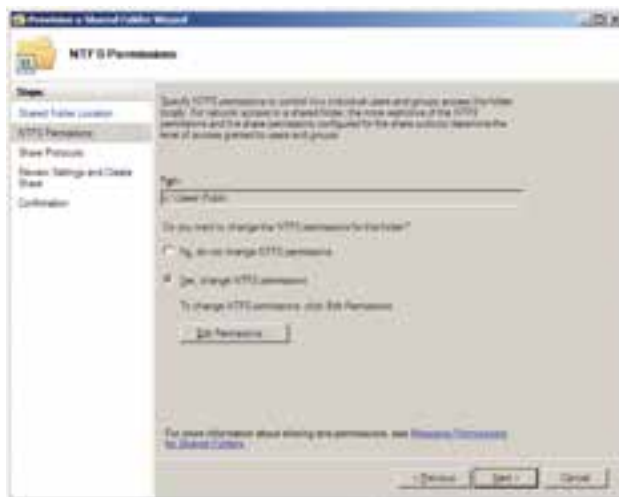 Provision a Shared Folder Wizard
NTFS Permissions
Steps:
Shared Folder Location
NTFS Permissions
Share Protocols
Review Settings and Create
Share
Confirmation
Specify NTFS permissions to control how individual users and groups access this folder
locally. For network access to a shared folder, the more restrictive of the NTFS
permissions and the share permissions configured for the share protocol determine the
level of access granted to users and groups.
Path:
\Users\Public
Do you want to change the NTFS permissions for this folder?
No, do not change NTFS permissions
Yes, change NTFS permissions
To change NTFS permissions, click Edit Permissions.
Edit Permissions...
For more information about sharing and permissions, see Managing Permissions
for Shared Folders
< Previous
Next >
Cancel